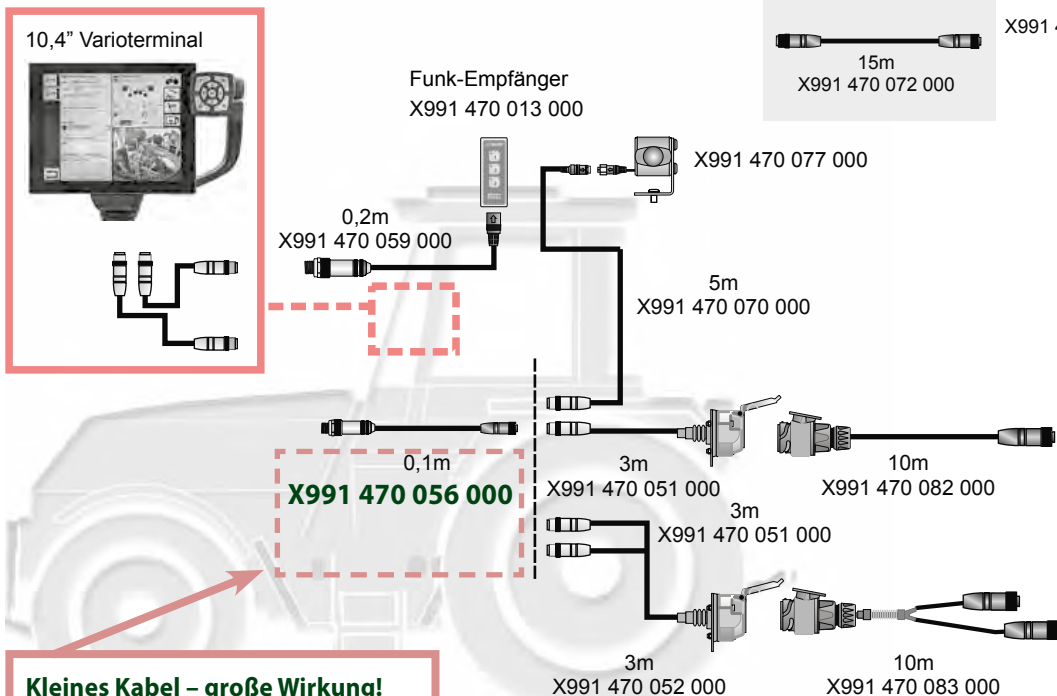 10,4” Varioterminal
Funk-Empfänger
X991 470 013 000
15m
X991 470 072 000
X991 4
X991 470 077 000
0,2m
X991 470 059 000
5m
X991 470 070 000
0,1m
X991 470 056 000
3m
X991 470 051 000
10m
X991 470 082 000
3m
X991 470 051 000
3m
X991 470 052 000
10m
X991 470 083 000
Kleines Kabel – große Wirkung!